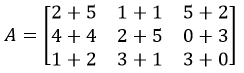 A = [2 + 5 1 + 1 5 + 2
4 + 4 2 + 5 0 + 3
1 + 2 3 + 1 3 + 0]